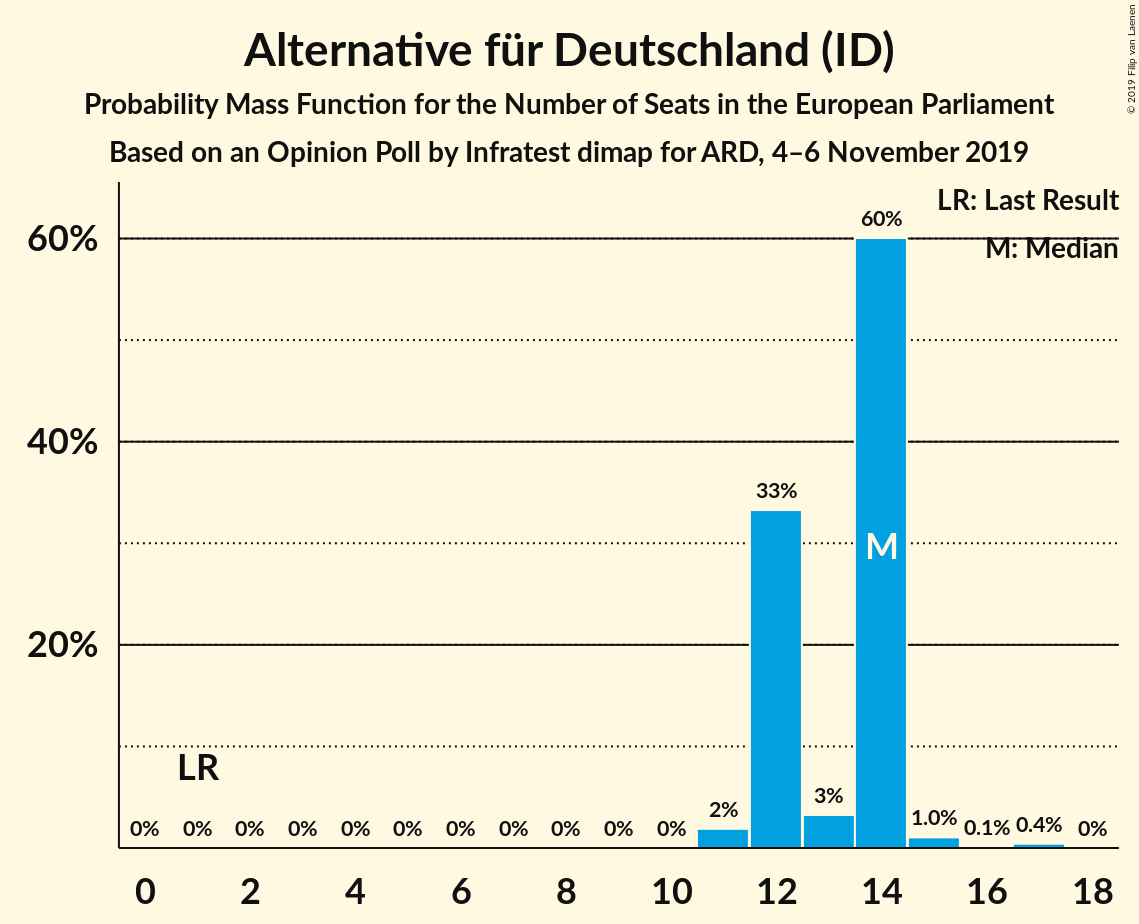 Alternative für Deutschland (ID)
Probability Mass Function for the Number of Seats in the European Parliament
Based on an Opinion Poll by Infratest dimap for ARD, 4–6 November 2019
© 2019 Filip van Laenen
LR: Last Result
M: Median
60%
40%
20%
60%
33%
M
LR
0% 0% 0% 0% 0% 0% 0% 0% 0% 0% 0% 2% 3% 1.0% 0.1% 0.4% 0%
0 2 4 6 8 10 12 14 16 18